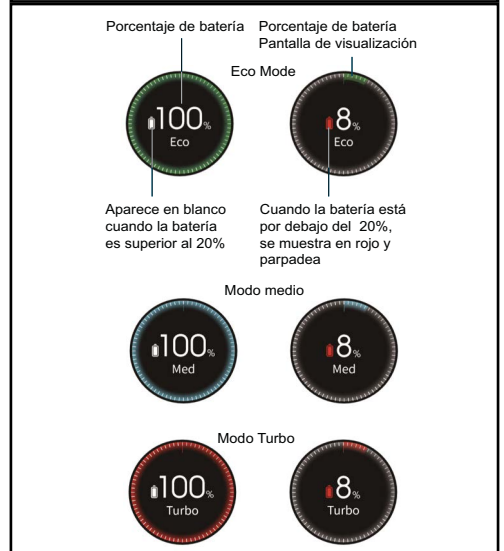 Porcentaje de batería
Porcentaje de batería
Pantalla de visualización
Eco Mode
100%
Eco
8%
Eco
Aparece en blanco
cuando la batería
es superior al 20%
Cuando la batería está
por debajo del 20%,
se muestra en rojo y
parpadea
Modo medio
100%
Med
8%
Med
Modo Turbo
100%
Turbo
8%
Turbo